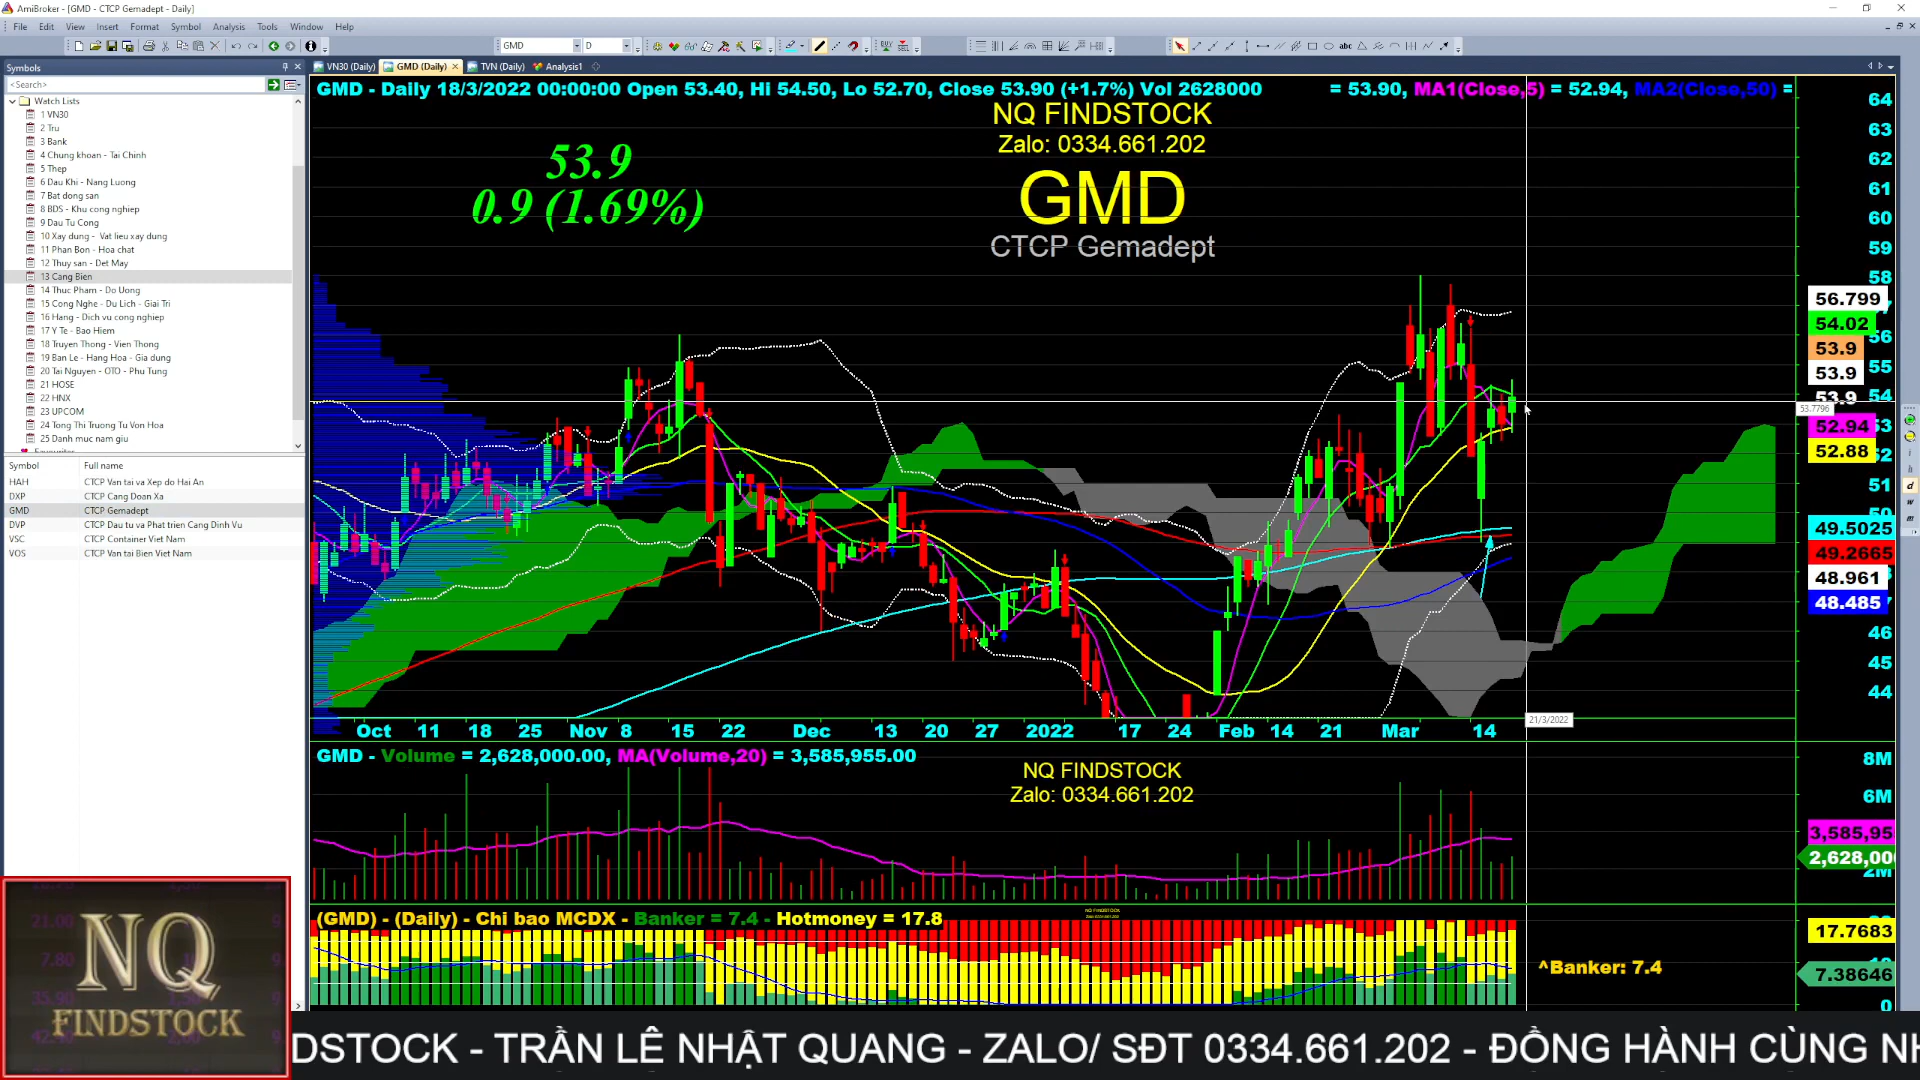 AmiBroker - [GMD - CTCP Gemadept - Daily]
File Edit View Insert Format Symbol Analysis Tools Window Help
GMD D
Symbols
VN30 (Daily) GMD (Daily) TVN (Daily) Analysis1
<Search>
Watch Lists
1 VN30
2 Tru
3 Bank
4 Chung khoan - Tai Chinh
5 Thep
6 Dau Khi - Nang Luong
7 Bat dong san
8 BDS - Khu cong nghiep
9 Dau Tu Cong
10 Xay dung - Vat lieu xay dung
11 Phan Bon - Hoa chat
12 Thuy san - Det May
13 Cang Bien
14 Thuc Pham - Do Uong
15 Cong Nghe - Du Lich - Giai Tri
16 Hang - Dich vu cong nghiep
17 Y Te - Bao Hiem
18 Truyen Thong - Vien Thong
19 Ban Le - Hang Hoa - Gia dung
20 Tai Nguyen - OTO - Phu Tung
21 HOSE
22 HNX
23 UPCOM
24 Tong Thi Truong Tu Von Hoa
25 Danh muc nam giu
Symbol Full name
HAH CTCP Van tai va Xep do Hai An
DXP CTCP Cang Doan Xa
GMD CTCP Gemadept
DVP CTCP Dau tu va Phat trien Cang Dinh Vu
VSC CTCP Container Viet Nam
VOS CTCP Van tai Bien Viet Nam
GMD - Daily 18/3/2022 00:00:00 Open 53.40, Hi 54.50, Lo 52.70, Close 53.90 (+1.7%) Vol 2628000 = 53.90, MA1(Close,5) = 52.94, MA2(Close,50) =
NQ FINDSTOCK
Zalo: 0334.661.202
GMD
CTCP Gemadept
53.9
0.9 (1.69%)
64
63
62
61
60
59
58
56.799
54.02
56
53.9
55
53.9
53.9
54
53.7796
52.94
53
52.88
52
51
50
49.5025
49.2665
48.961
48.485
46
45
44
Oct 11 18 25 Nov 8 15 22 Dec 13 20 27 2022 17 24 Feb 14 21 Mar 14
21/3/2022
GMD - Volume = 2,628,000.00, MA(Volume,20) = 3,585,955.00
NQ FINDSTOCK
Zalo: 0334.661.202
8M
6M
3,585,95
2,628,000
2M
(GMD) - (Daily) - Chi bao MCDX - Banker = 7.4 - Hotmoney = 17.8
17.7683
^Banker: 7.4
7.38646
0
NQ
FINDSTOCK
DSTOCK - TRẦN LÊ NHẬT QUANG - ZALO/ SĐT 0334.661.202 - ĐỒNG HÀNH CÙNG NH